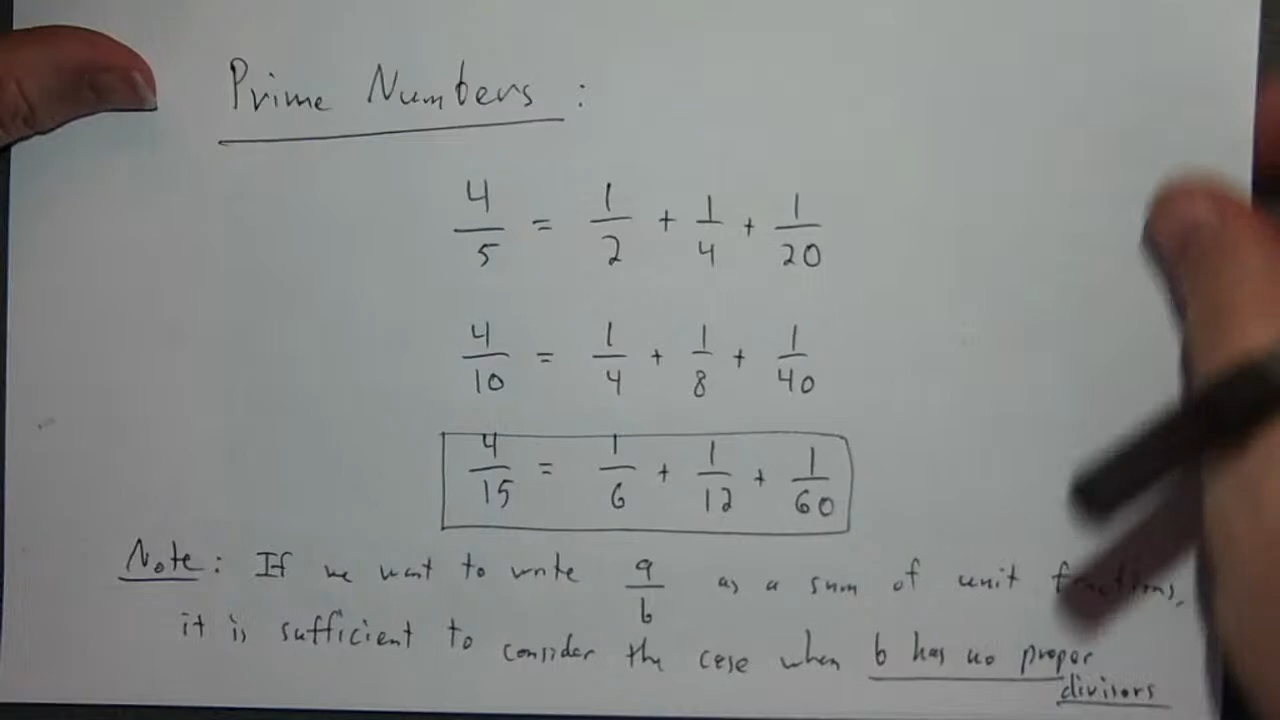 Prime Numbers :
4/5 = 1/2 + 1/4 + 1/20
4/10 = 1/4 + 1/8 + 1/40
4/15 = 1/6 + 1/12 + 1/60
Note: If we want to write a/b as a sum of unit fractions,
it is sufficient to consider the case when b has no proper
divisors